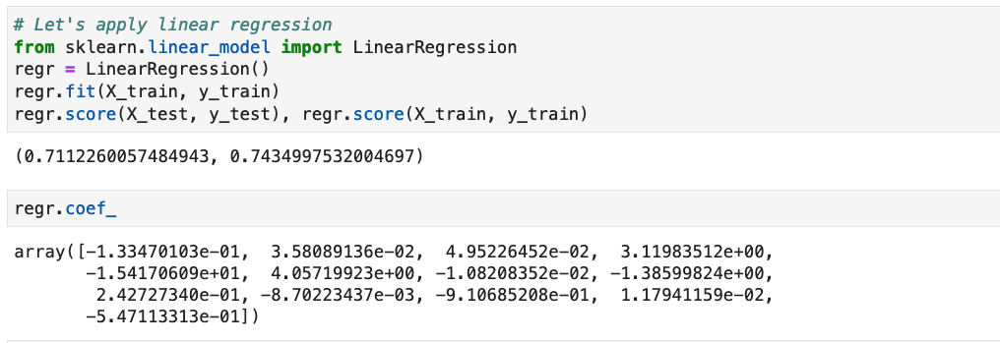 # Let's apply linear regression
from sklearn.linear_model import LinearRegression
regr = LinearRegression()
regr.fit(X_train, y_train)
regr.score(X_test, y_test), regr.score(X_train, y_train)
(0.7112260057484943, 0.7434997532004697)
regr.coef_
array([-1.33470103e-01, 3.58089136e-02, 4.95226452e-02, 3.11983512e+00,
-1.54170609e+01, 4.05719923e+00, -1.08208352e-02, -1.38599824e+00,
2.42727340e-01, -8.70223437e-03, -9.10685208e-01, 1.17941159e-02,
-5.47113313e-01])